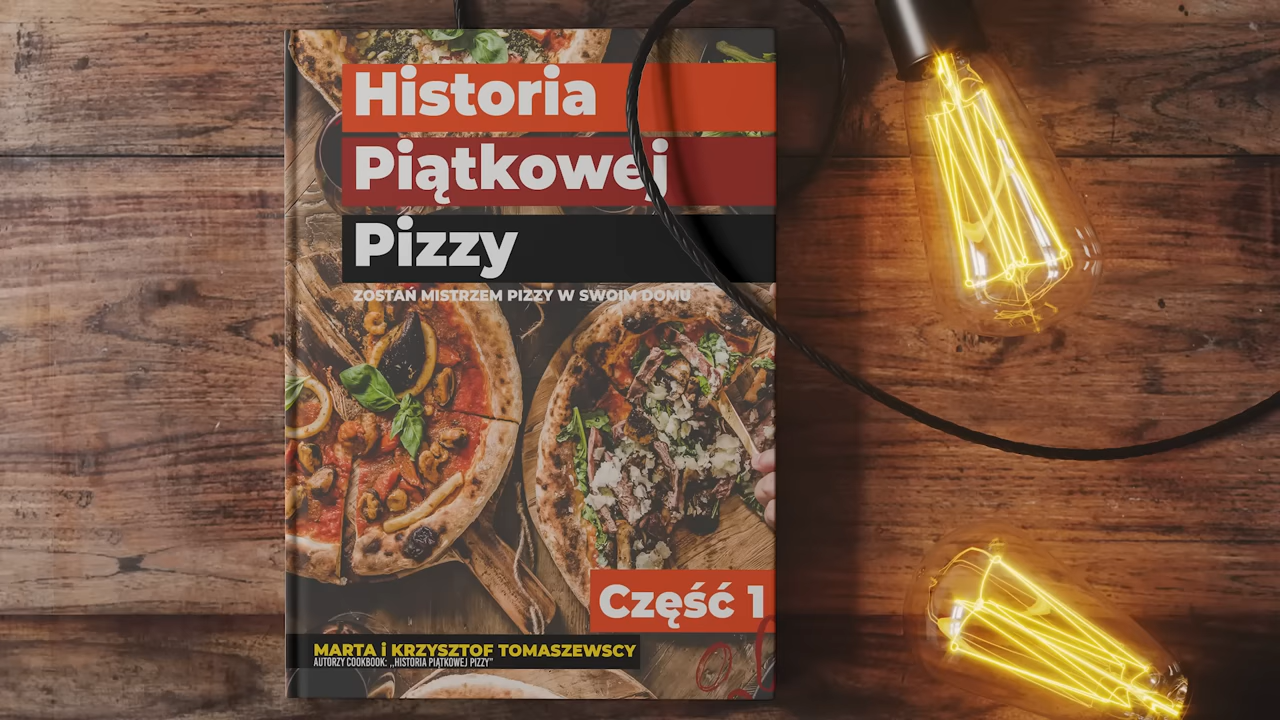 Historia
Piątkowej
Pizzy
ZOSTAŃ MISTRZEM PIZZY W SWOIM DOMU
Część 1
MARTA i KRZYSZTOF TOMASZEWSCY
AUTORZY COOKBOOK: ,,HISTORIA PIĄTKOWEJ PIZZY"